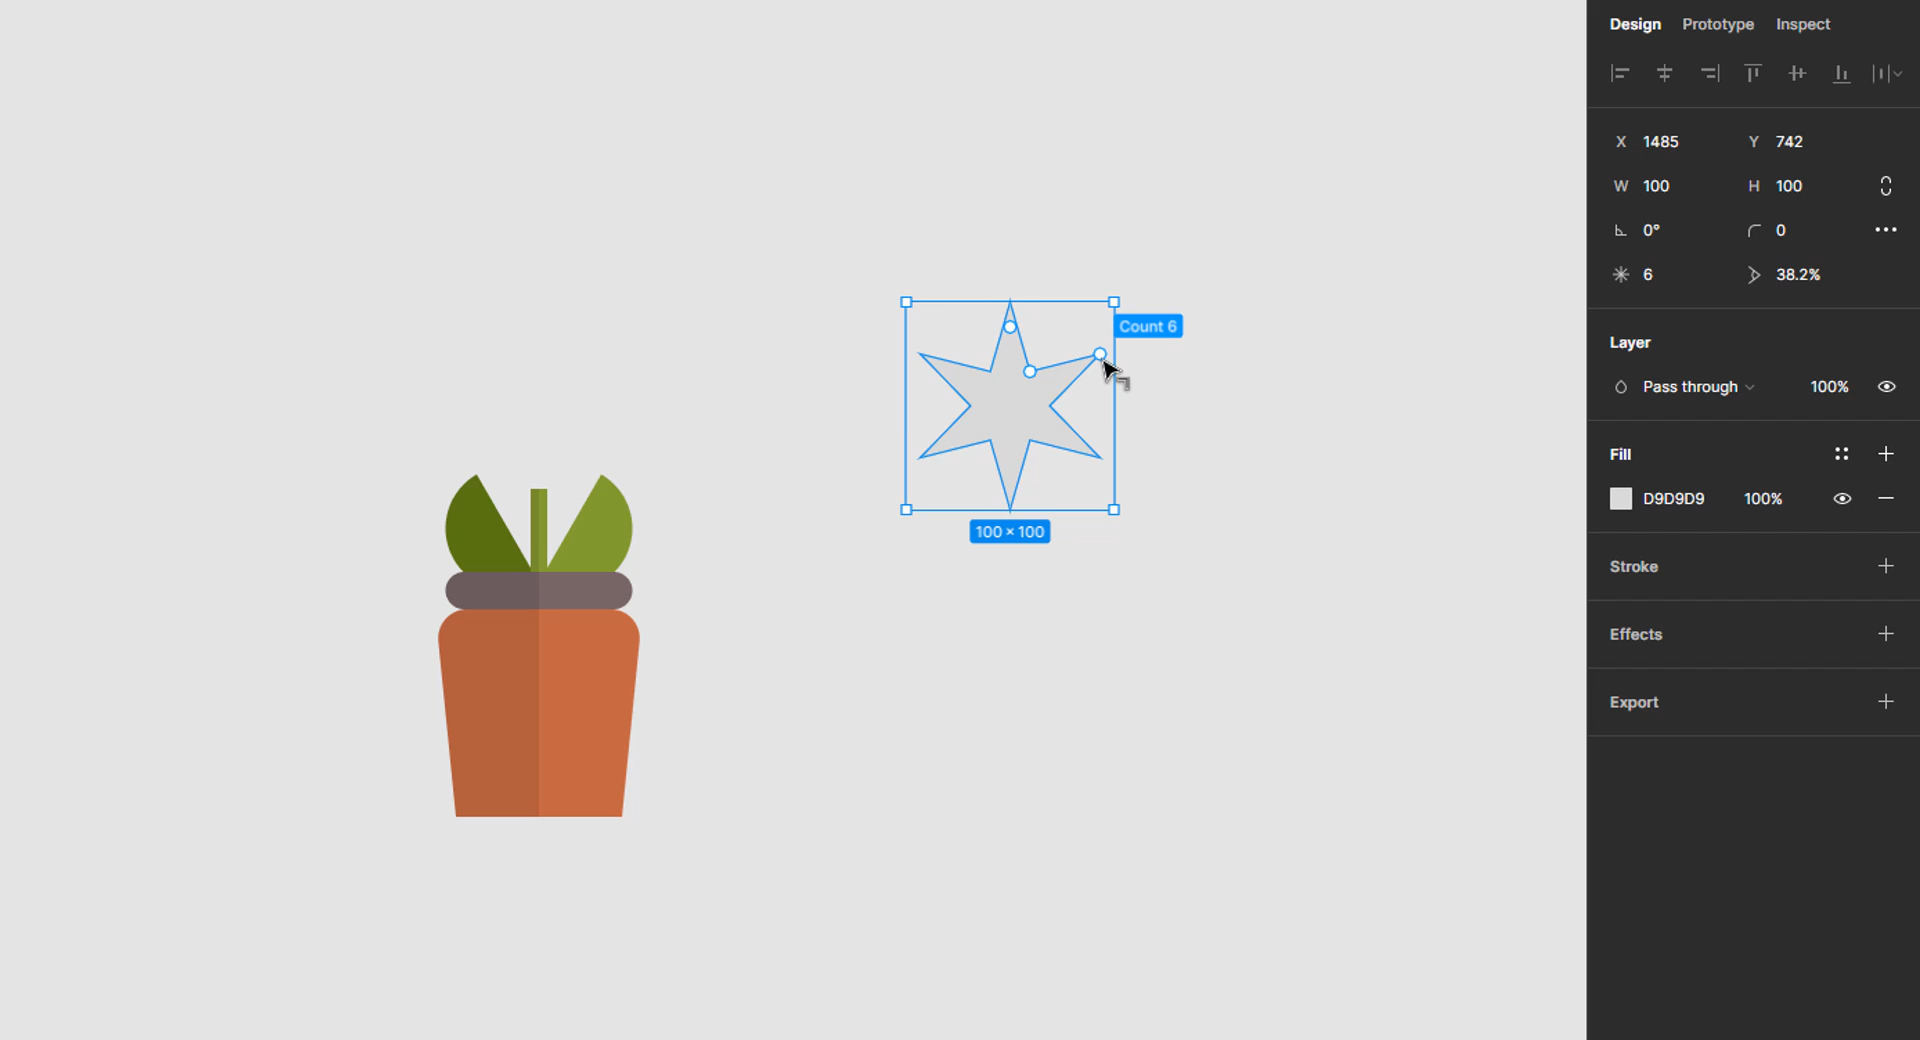 Design Prototype Inspect
X 1485 Y 742
W 100 H 100
0° 0
6 38.2%
Count 6
Layer
Pass through 100%
Fill
D9D9D9 100%
100 × 100
Stroke
Effects
Export